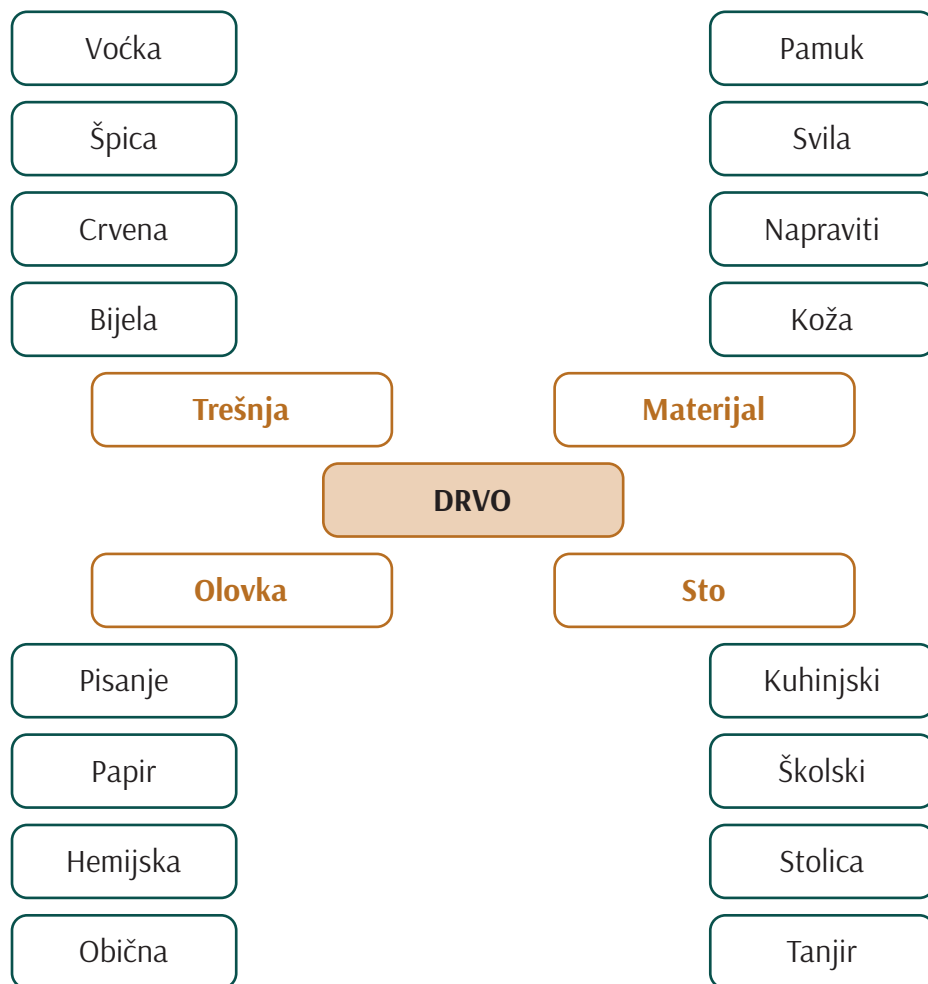 Voćka
Pamuk
Špica
Svila
Crvena
Napraviti
Bijela
Koža
Trešnja
Materijal
DRVO
Olovka
Sto
Pisanje
Kuhinjski
Papir
Školski
Hemijska
Stolica
Obična
Tanjir